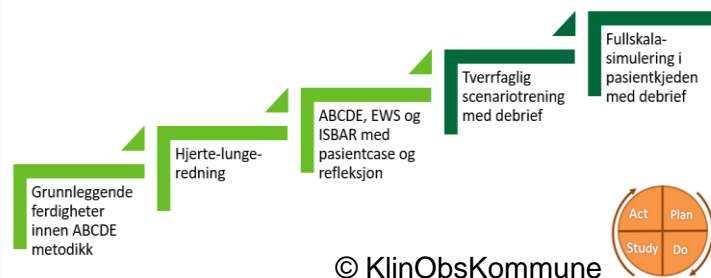 Grunnleggende
ferdigheter
innen ABCDE
metodikk
Hjerte-lunge-
redning
ABCDE, EWS og
ISBAR med
pasientcase og
refleksjon
Tverrfaglig
scenariotrening
med debrief
Fullskala-
simulering i
pasientkjeden
med debrief
Act
Plan
Study
Do
© KlinObsKommune